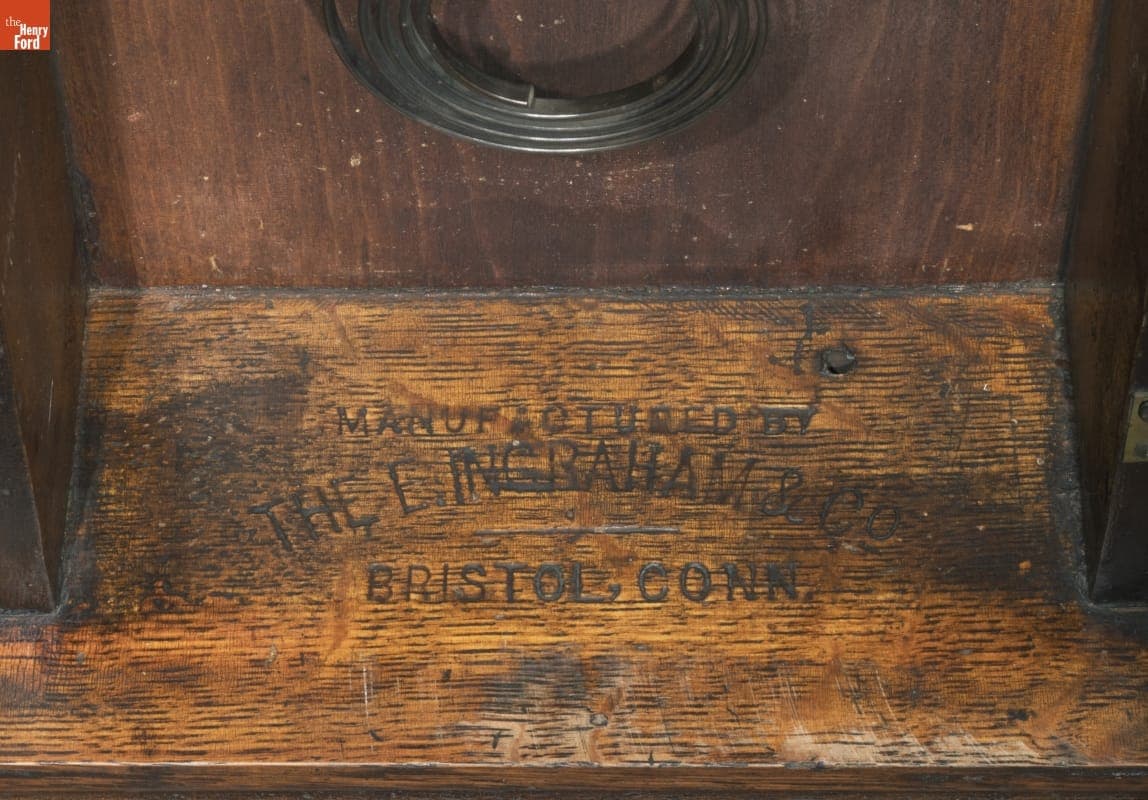 the
Henry
Ford
MANUFACTURED BY
THE E. INGRAHAM & CO
BRISTOL, CONN.